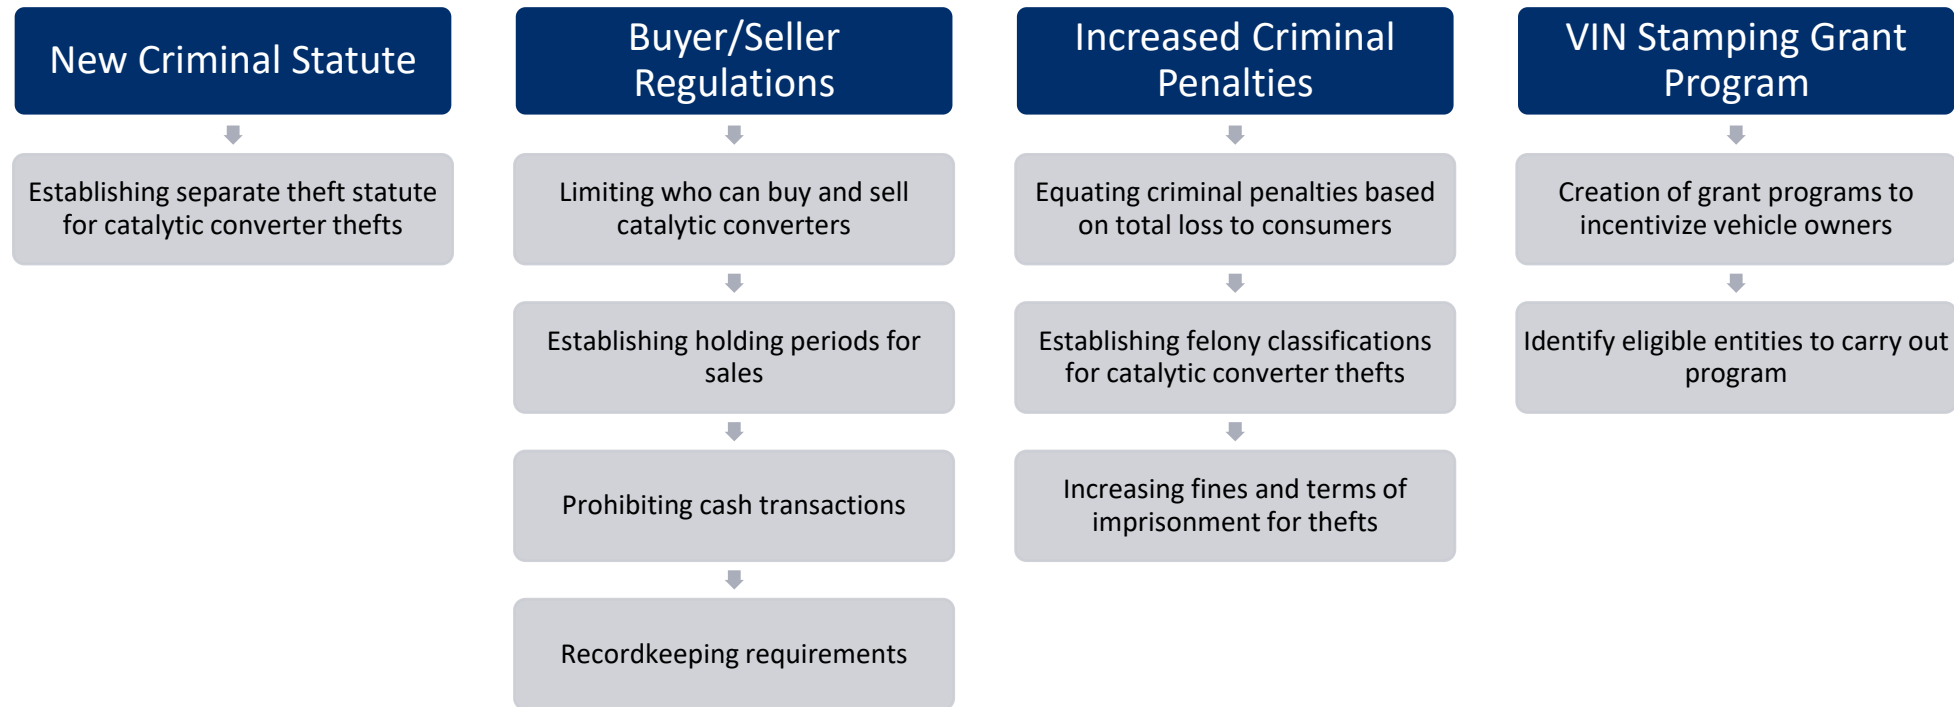 New Criminal Statute
Establishing separate theft statute
for catalytic converter thefts
Buyer/Seller
Regulations
Limiting who can buy and sell
catalytic converters
Establishing holding periods for
sales
Prohibiting cash transactions
Recordkeeping requirements
Increased Criminal
Penalties
Equating criminal penalties based
on total loss to consumers
Establishing felony classifications
for catalytic converter thefts
Increasing fines and terms of
imprisonment for thefts
VIN Stamping Grant
Program
Creation of grant programs to
incentivize vehicle owners
Identify eligible entities to carry out
program